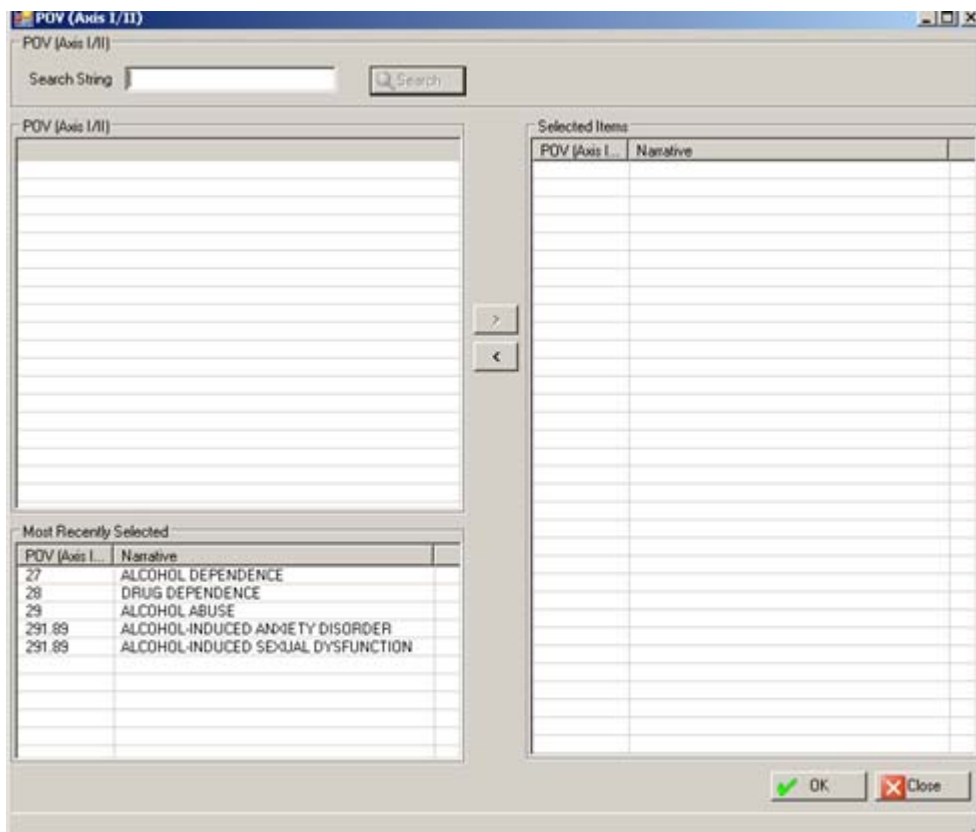 POV (Axis I/II)
POV (Axis I/II)
Search String
Search
POV (Axis I/II)
Selected Items
POV (Axis I... Narrative
>
<
Most Recently Selected
POV (Axis I... Narrative
27 ALCOHOL DEPENDENCE
28 DRUG DEPENDENCE
29 ALCOHOL ABUSE
291.89 ALCOHOL-INDUCED ANXIETY DISORDER
291.89 ALCOHOL-INDUCED SEXUAL DYSFUNCTION
OK Close